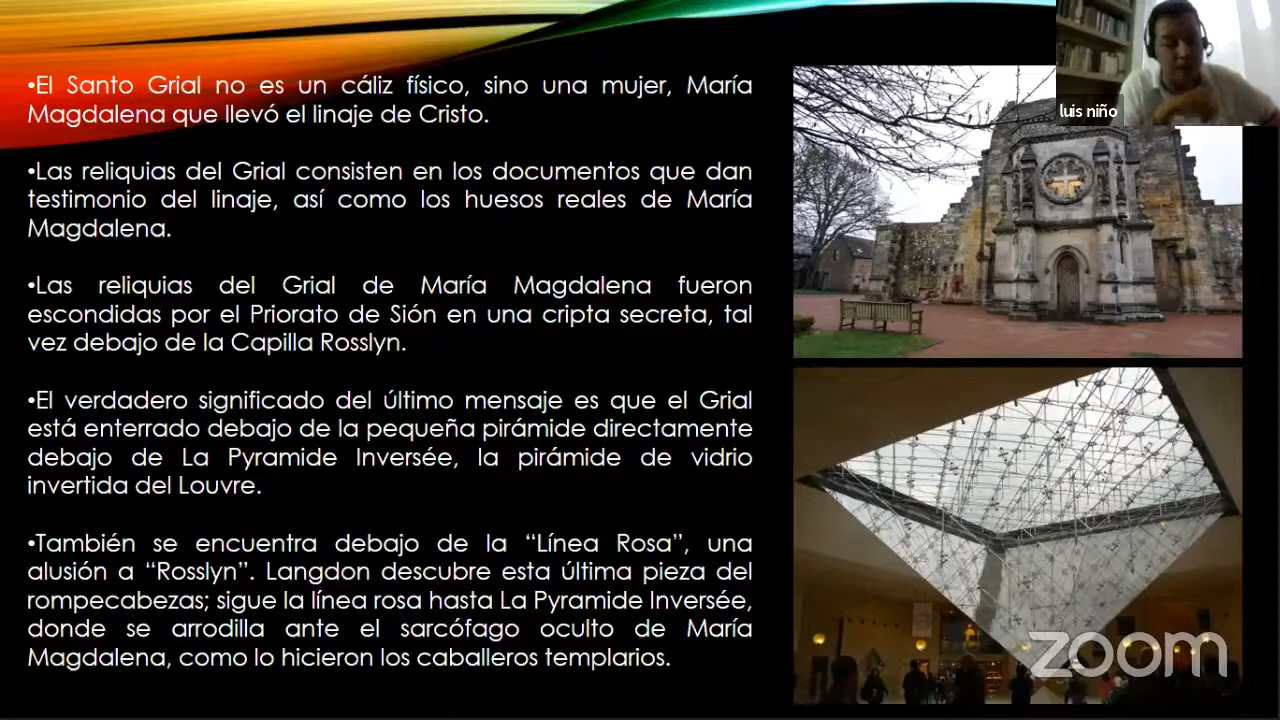 •El Santo Grial no es un cáliz físico, sino una mujer, María
Magdalena que llevó el linaje de Cristo.
•Las reliquias del Grial consisten en los documentos que dan
testimonio del linaje, así como los huesos reales de María
Magdalena.
•Las reliquias del Grial de María Magdalena fueron
escondidas por el Priorato de Sión en una cripta secreta, tal
vez debajo de la Capilla Rosslyn.
•El verdadero significado del último mensaje es que el Grial
está enterrado debajo de la pequeña pirámide directamente
debajo de La Pyramide Inversée, la pirámide de vidrio
invertida del Louvre.
•También se encuentra debajo de la “Línea Rosa”, una
alusión a “Rosslyn”. Langdon descubre esta última pieza del
rompecabezas; sigue la línea rosa hasta La Pyramide Inversée,
donde se arrodilla ante el sarcófago oculto de María
Magdalena, como lo hicieron los caballeros templarios.
luis niño
zoom